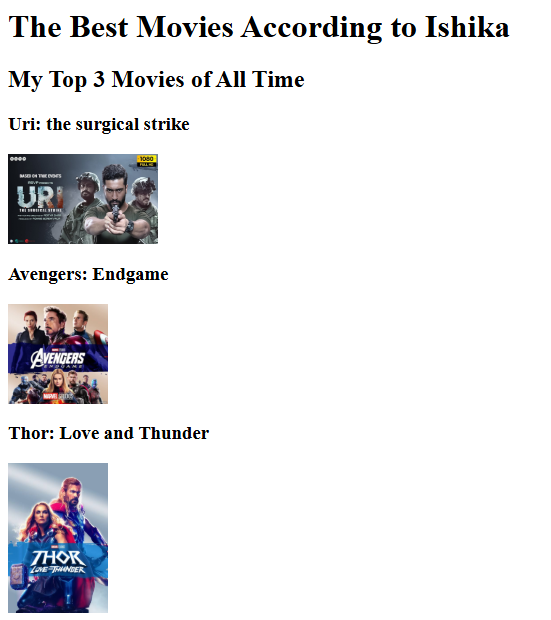 The Best Movies According to Ishika
My Top 3 Movies of All Time
Uri: the surgical strike
1080
FULL HD
BASED ON TRUE EVENTS
URI
THE SURGICAL STRIKE
Avengers: Endgame
AVENGERS
ENDGAME
MARVEL STUDIOS
Thor: Love and Thunder
THOR
LOVE AND THUNDER